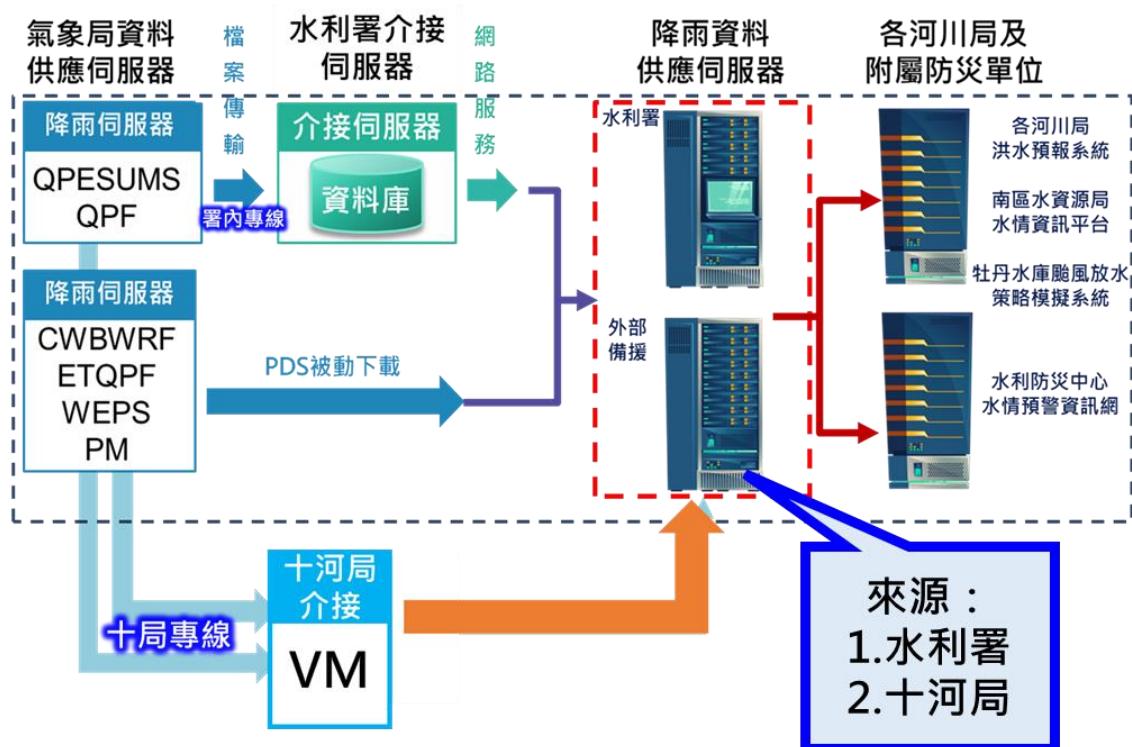 氣象局資料
供應伺服器
檔案傳輸
水利署介接
伺服器
網路服務
降雨資料
供應伺服器
各河川局及
附屬防災單位
降雨伺服器
QPESUMS
QPF
署內專線
介接伺服器
資料庫
水利署
各河川局
洪水預報系統
南區水資源局
水情資訊平台
牡丹水庫颱風放水
策略模擬系統
降雨伺服器
CWBWRF
ETQPF
WEPS
PM
PDS被動下載
外部
備援
水利防災中心
水情預警資訊網
十局專線
十河局
介接
VM
來源：
1.水利署
2.十河局